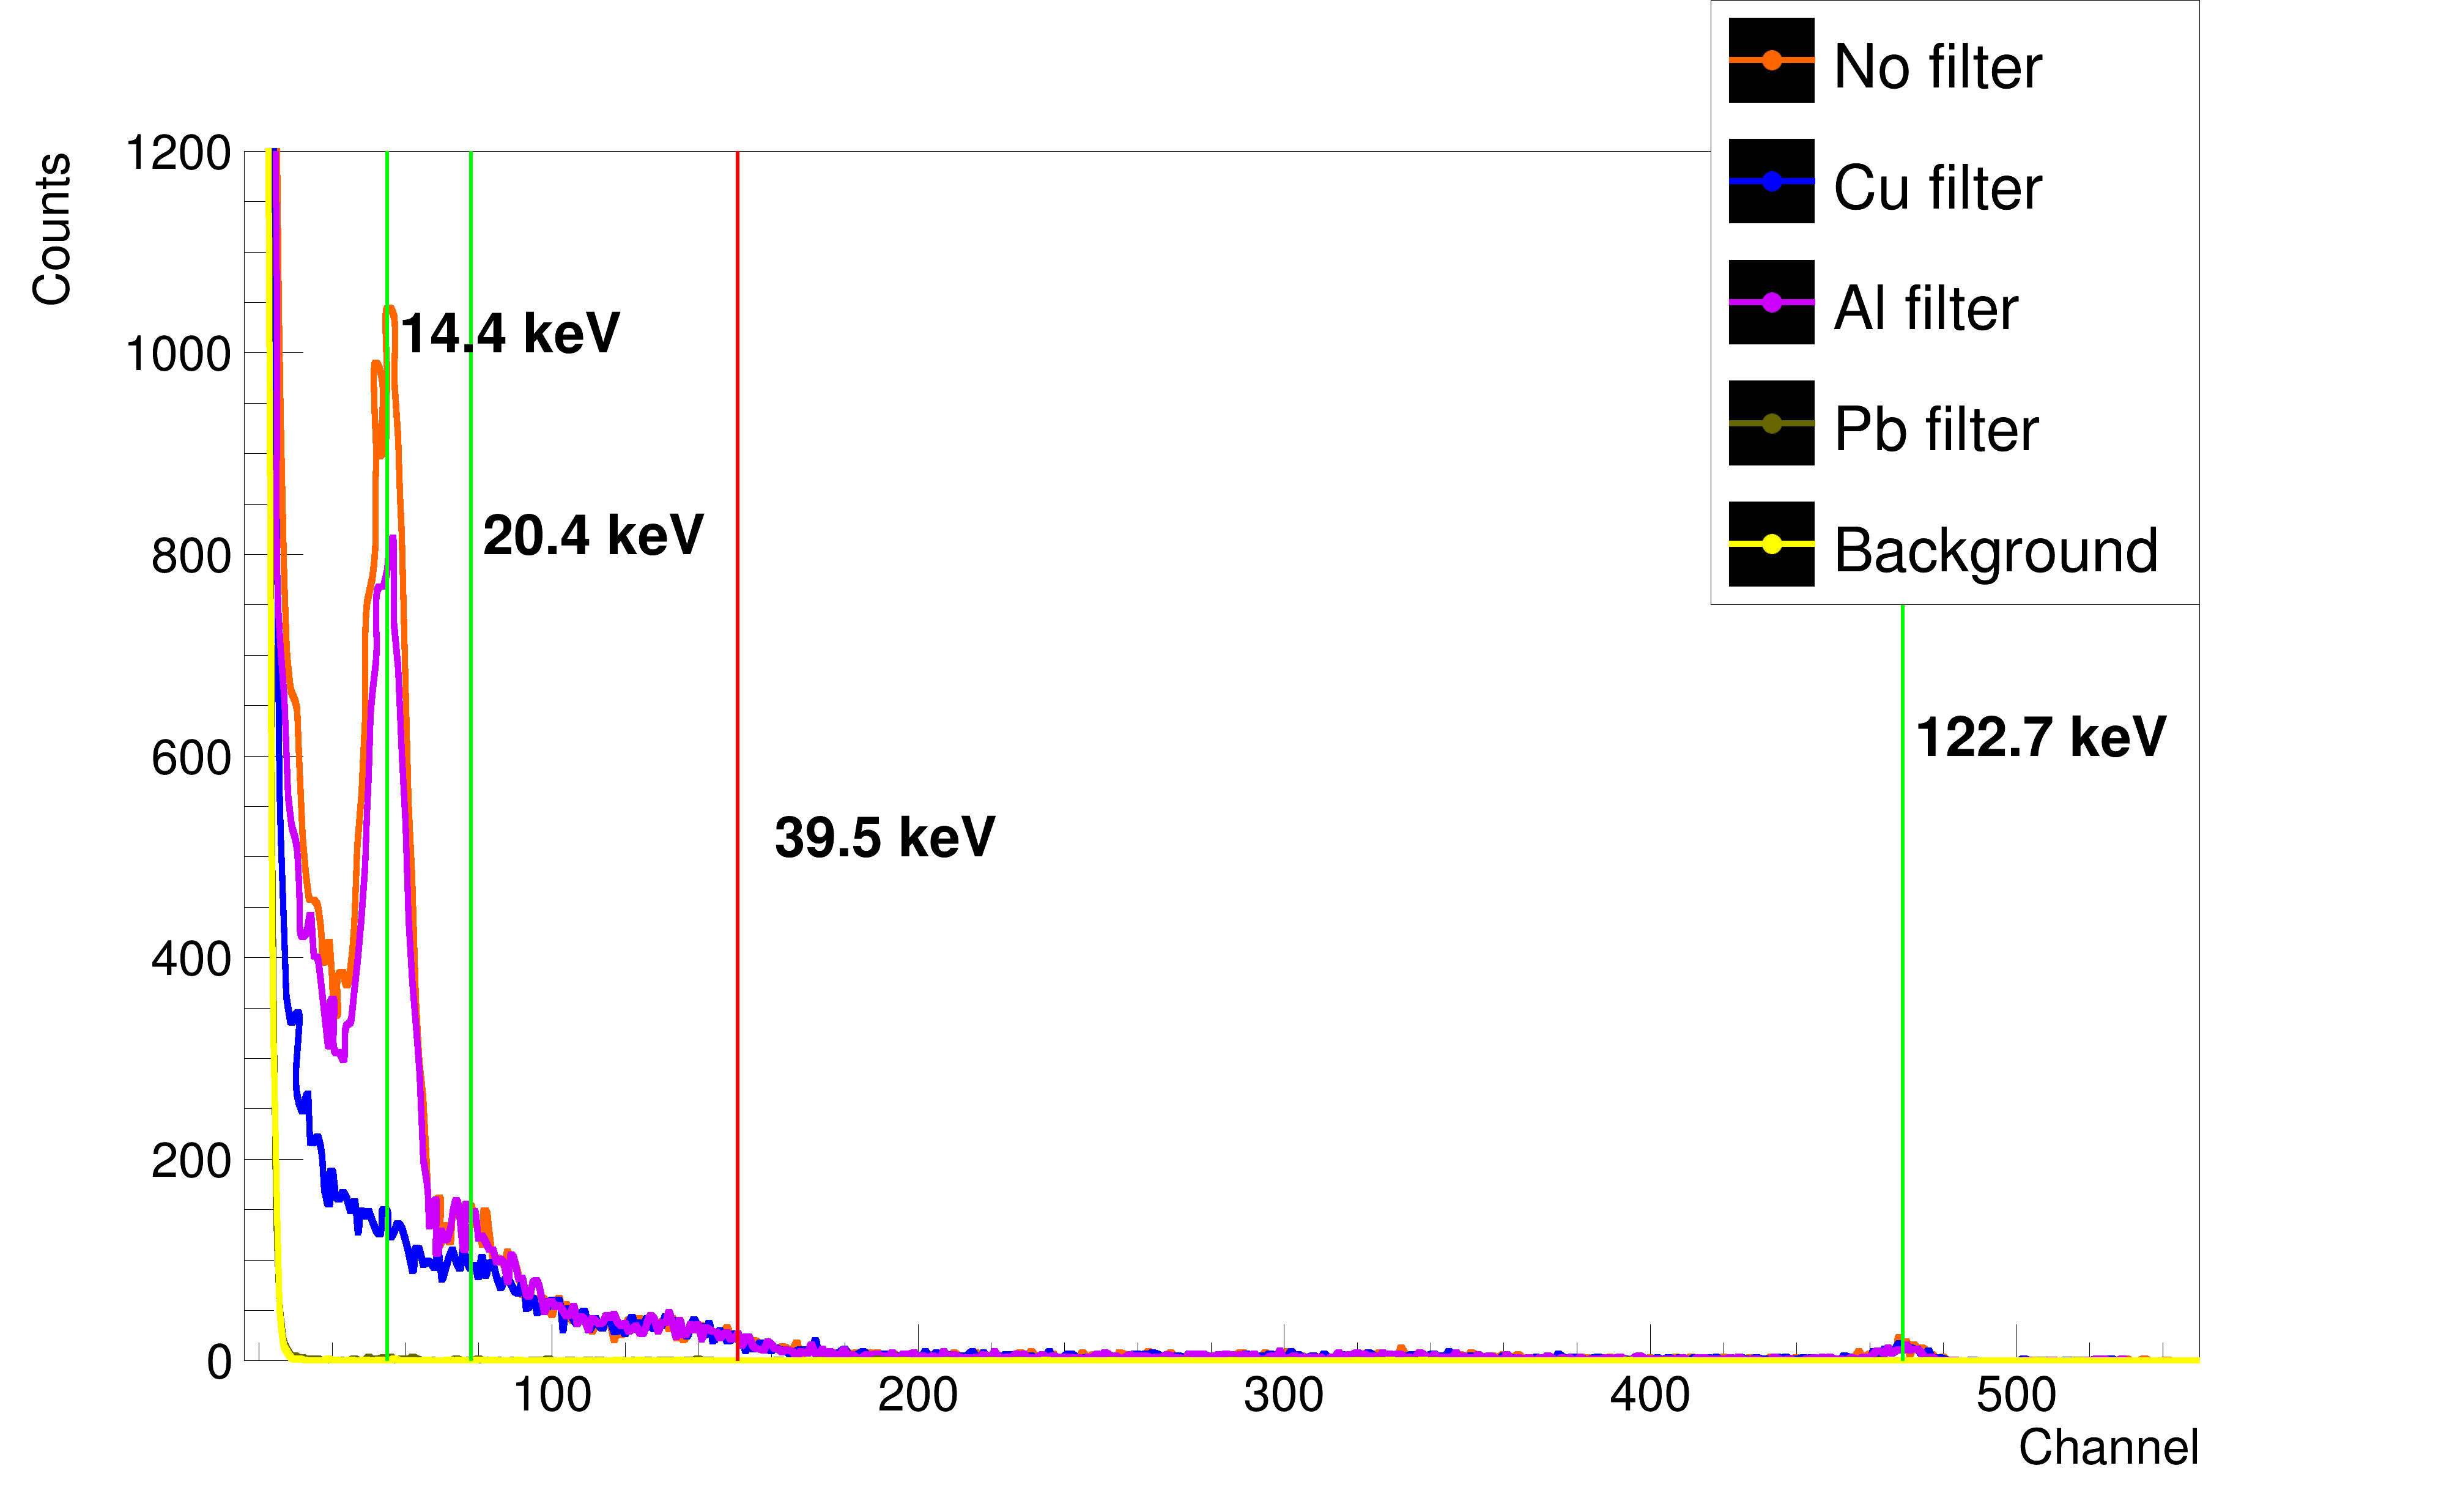 No filter
Cu filter
Al filter
Pb filter
Background
Counts
1200
1000
800
600
400
200
0
14.4 keV
20.4 keV
39.5 keV
122.7 keV
100 200 300 400 500
Channel